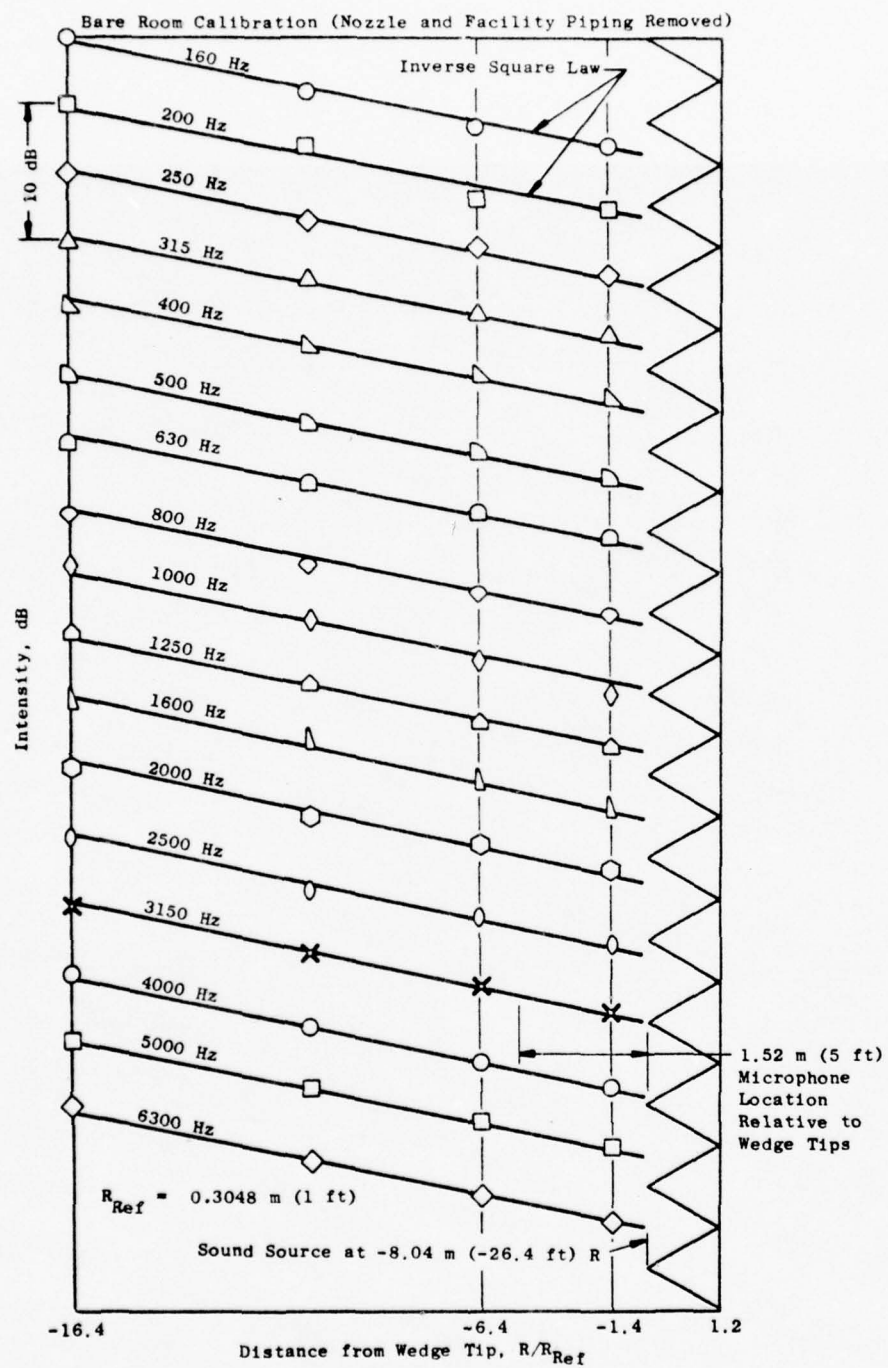 Bare Room Calibration (Nozzle and Facility Piping Removed)
160 Hz
Inverse Square Law
200 Hz
10 dB
250 Hz
315 Hz
400 Hz
500 Hz
630 Hz
800 Hz
1000 Hz
Intensity, dB
1250 Hz
1600 Hz
2000 Hz
2500 Hz
3150 Hz
4000 Hz
5000 Hz
1.52 m (5 ft)
Microphone
Location
Relative to
Wedge Tips
6300 Hz
RRef = 0.3048 m (1 ft)
Sound Source at -8.04 m (-26.4 ft) R
-16.4 -6.4 -1.4 1.2
Distance from Wedge Tip, R/RRef